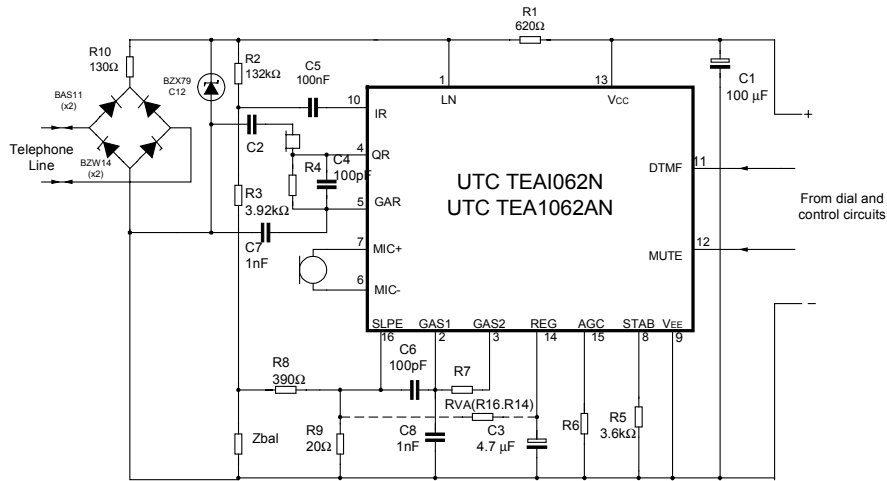 R1
620Ω
R10
130Ω
BZX79
C12
R2
132kΩ
C5
100nF
1
LN
13
Vcc
C1
100 µF
BAS11
(x2)
10
IR
+
C2
Telephone
Line
BZW14
(x2)
R4
C4
100pF
4
QR
11
DTMF
UTC TEAI062N
UTC TEA1062AN
From dial and
control circuits
R3
3.92kΩ
5
GAR
C7
1nF
7
MIC+
12
MUTE
6
MIC-
SLPE
GAS1
GAS2
REG
AGC
STAB
VEE
16
2
3
14
15
8
9
−
C6
100pF
R8
390Ω
R7
RVA(R16.R14)
Zbal
R9
20Ω
C8
1nF
C3
4.7 µF
R6
R5
3.6kΩ